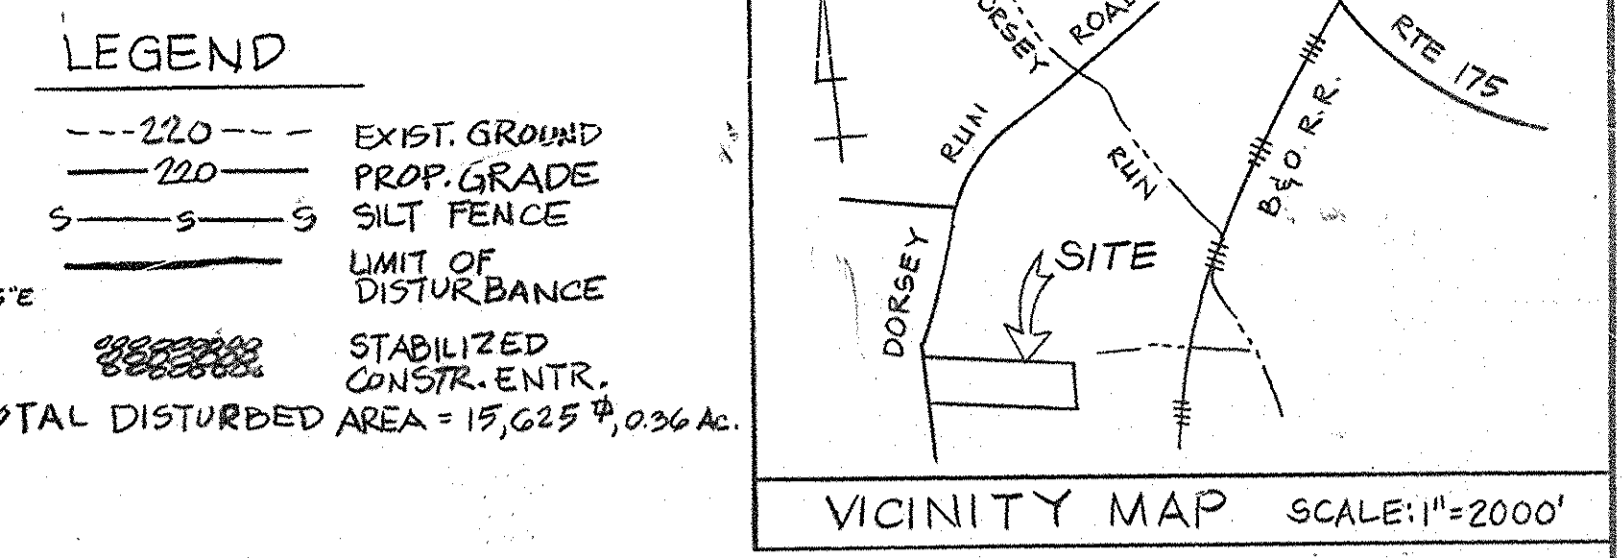 LEGEND
---220---
EXIST. GROUND
220
PROP. GRADE
S S S
SILT FENCE
LIMIT OF
DISTURBANCE
STABILIZED
CONSTR. ENTR.
DISTURBED AREA = 15,625 ⏍, 0.36 AC.
ROAD
RUN
DORSEY
RUN
SITE
DORSEY
B&O. R.R.
RTE 175
VICINITY MAP SCALE: 1"=2000'